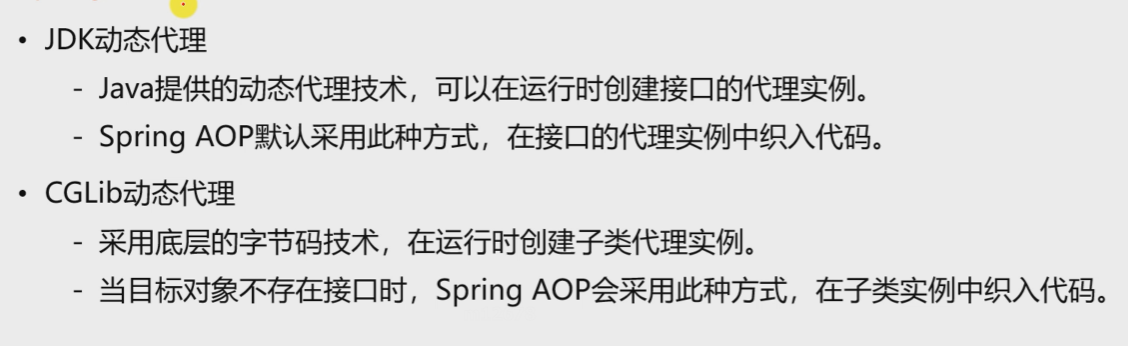 • JDK动态代理
- Java提供的动态代理技术，可以在运行时创建接口的代理实例。
- Spring AOP默认采用此种方式，在接口的代理实例中织入代码。
• CGLib动态代理
- 采用底层的字节码技术，在运行时创建子类代理实例。
- 当目标对象不存在接口时，Spring AOP会采用此种方式，在子类实例中织入代码。